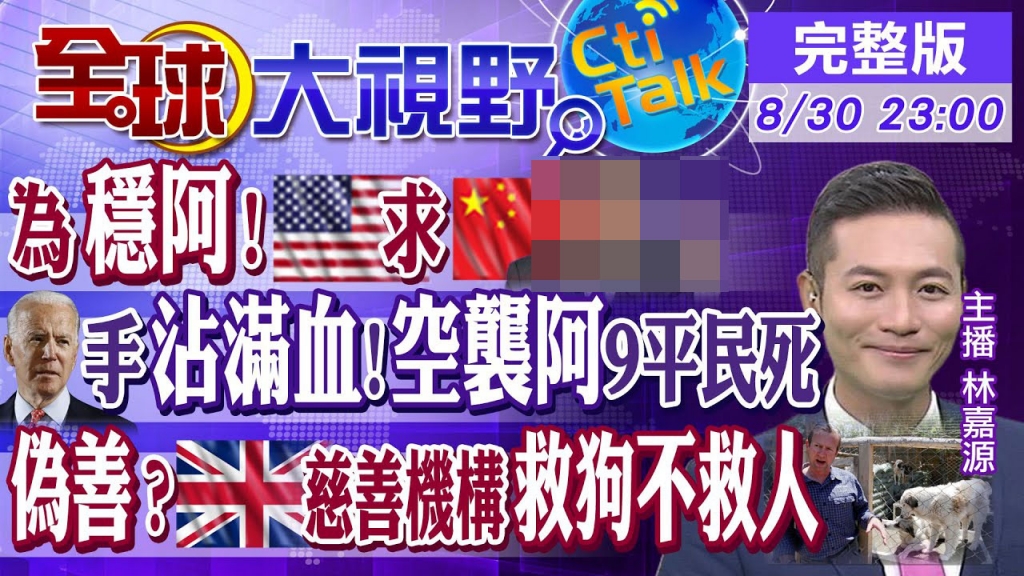 全球大視野
Cti Talk
完整版
8/30 23:00
為穩阿！求
手沾滿血！空襲阿9平民死
偽善？慈善機構救狗不救人
主播 林嘉源